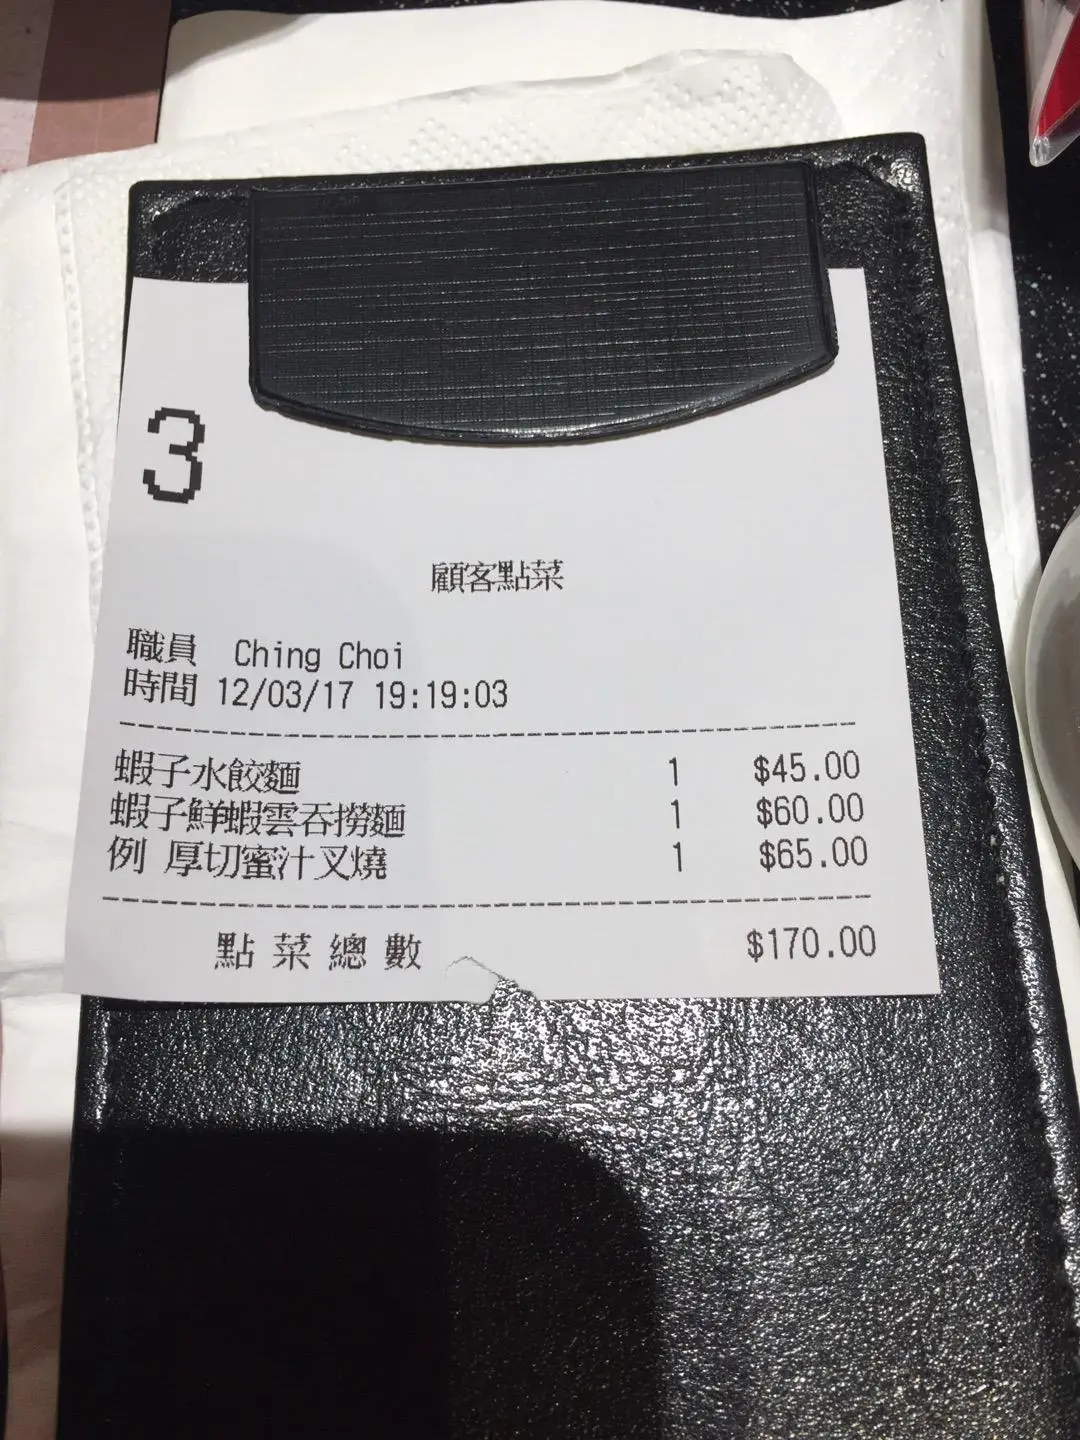 3
顧客點菜
職員 Ching Choi
時間 12/03/17 19:19:03
蝦子水餃麵 1 $45.00
蝦子鮮蝦雲吞撈麵 1 $60.00
例 厚切蜜汁叉燒 1 $65.00
點菜總數 $170.00